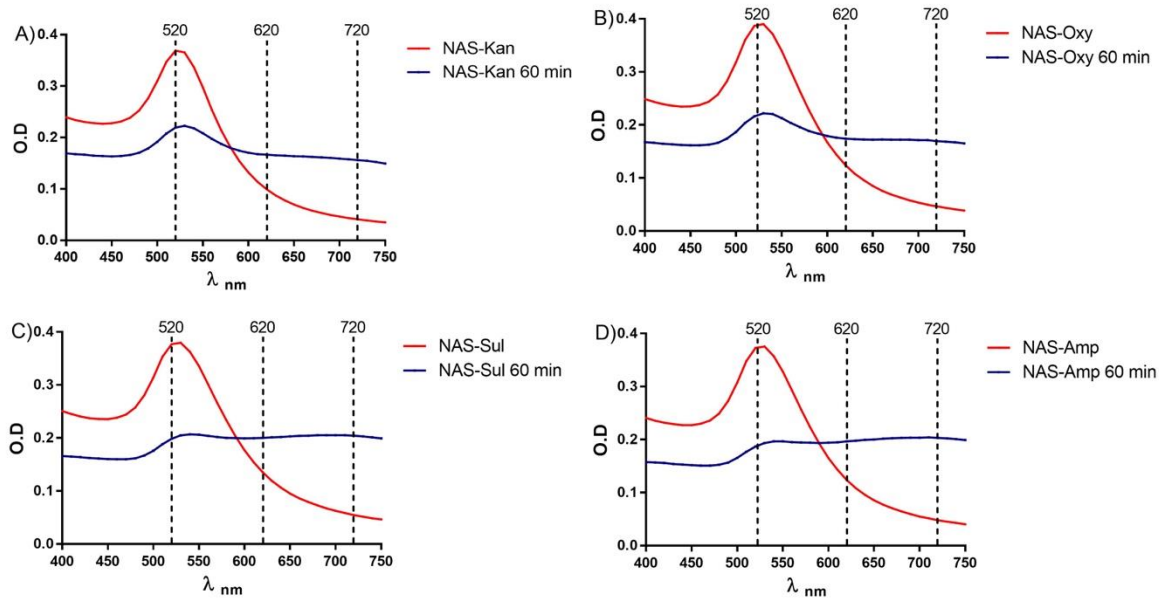 A)
520 620 720
0.4
0.3
0.2
0.1
0.0
O.D
400 450 500 550 600 650 700 750
λ nm
NAS-Kan
NAS-Kan 60 min
B)
520 620 720
0.4
0.3
0.2
0.1
0.0
O.D
400 450 500 550 600 650 700 750
λ nm
NAS-Oxy
NAS-Oxy 60 min
C)
520 620 720
0.4
0.3
0.2
0.1
0.0
O.D
400 450 500 550 600 650 700 750
λ nm
NAS-Sul
NAS-Sul 60 min
D)
520 620 720
0.4
0.3
0.2
0.1
0.0
O.D
400 450 500 550 600 650 700 750
λ nm
NAS-Amp
NAS-Amp 60 min